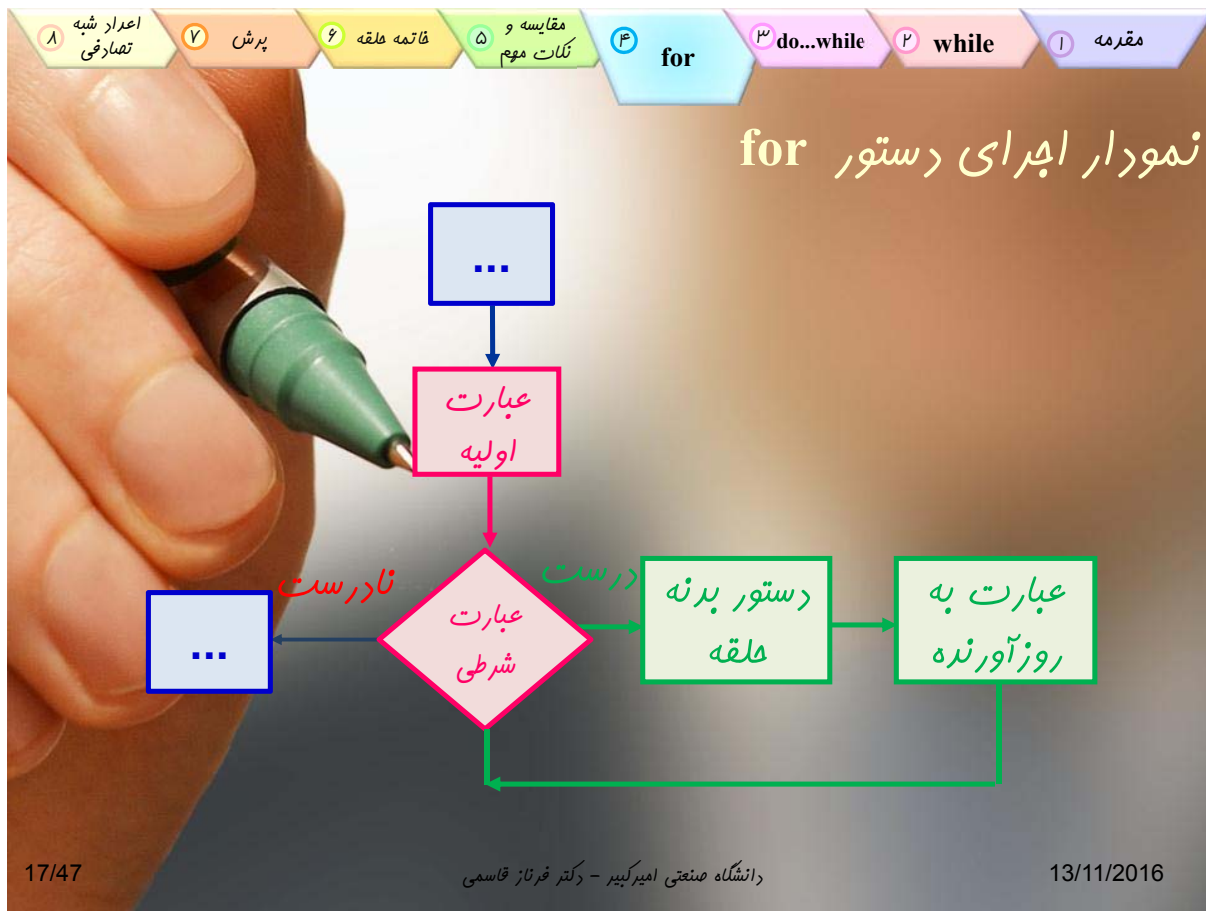 مقدمه ۱
while ۲
do...while ۳
for ۴
مقایسه و
نکات مهم ۵
خاتمه حلقه ۶
پرش ۷
اعداد شبه
تصادفی ۸
نمودار اجرای دستور for
...
عبارت
اولیه
عبارت
شرطی
درست
دستور بدنه
حلقه
عبارت به
روزآورنده
نادرست
...
13/11/2016
دانشگاه صنعتی امیرکبیر - دکتر فرناز قاسمی
17/47